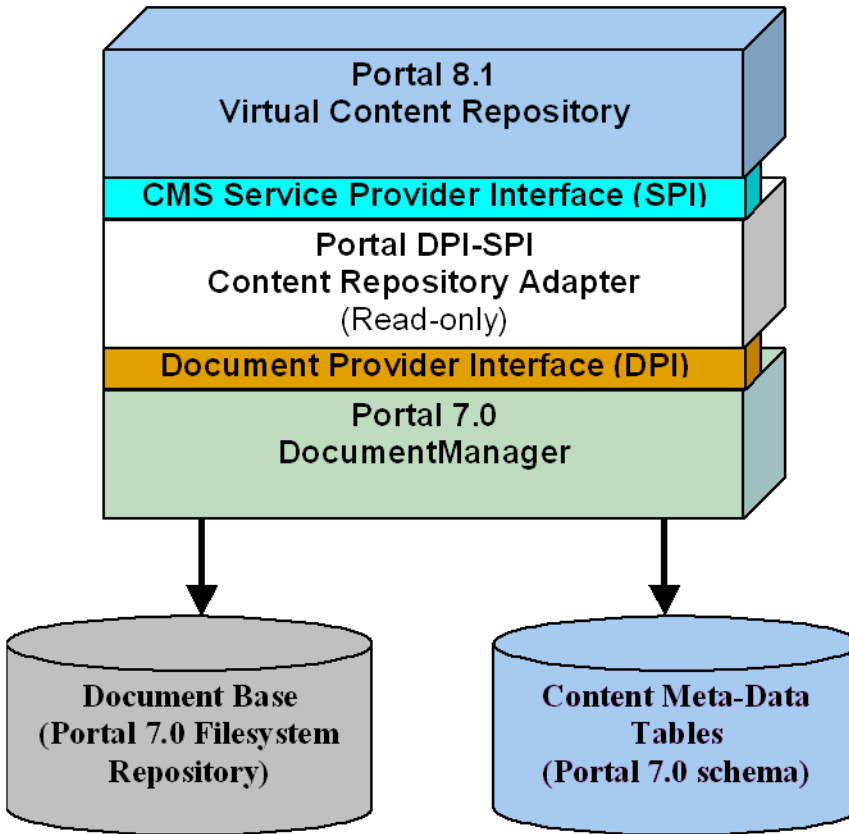 Portal 8.1
Virtual Content Repository
CMS Service Provider Interface (SPI)
Portal DPI-SPI
Content Repository Adapter
(Read-only)
Document Provider Interface (DPI)
Portal 7.0
DocumentManager
Document Base
(Portal 7.0 Filesystem
Repository)
Content Meta-Data
Tables
(Portal 7.0 schema)